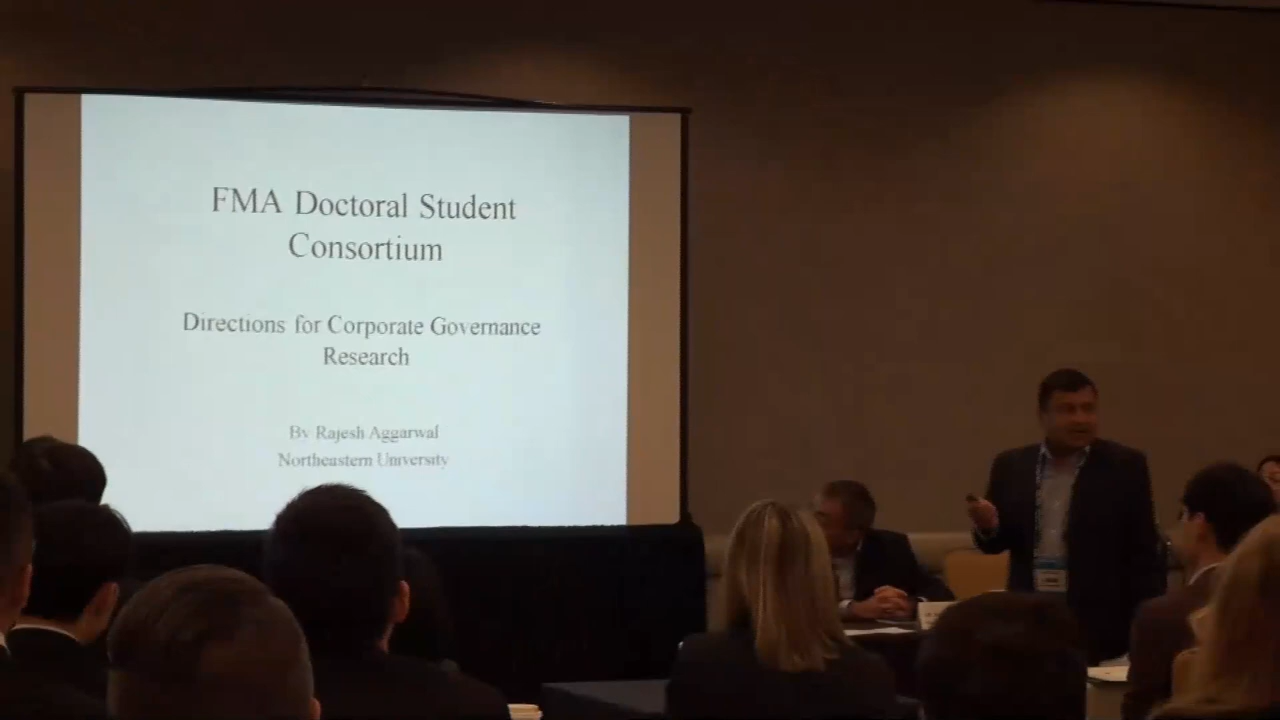 FMA Doctoral Student
Consortium
Directions for Corporate Governance
Research
By Rajesh Aggarwal
Northeastern University